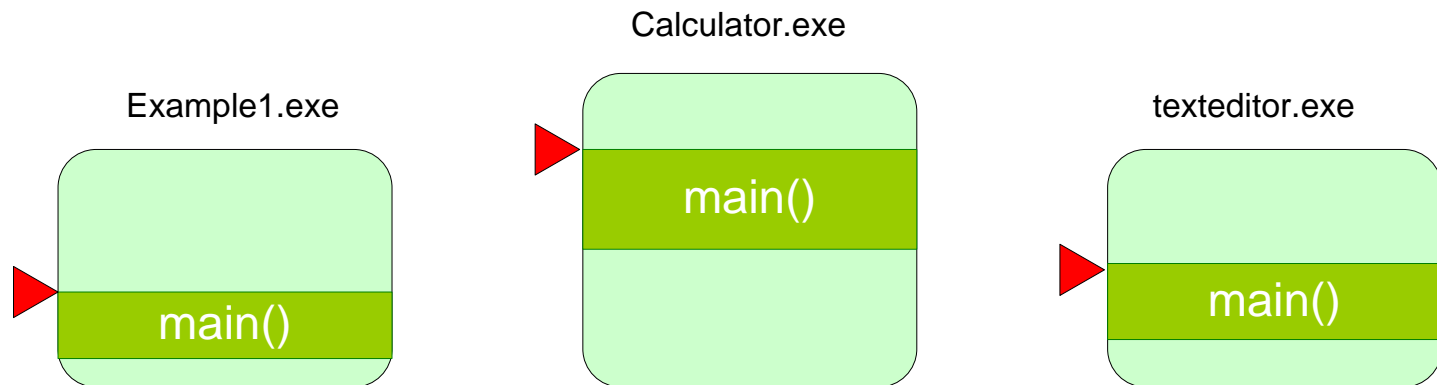 Calculator.exe
Example1.exe
texteditor.exe
main()
main()
main()